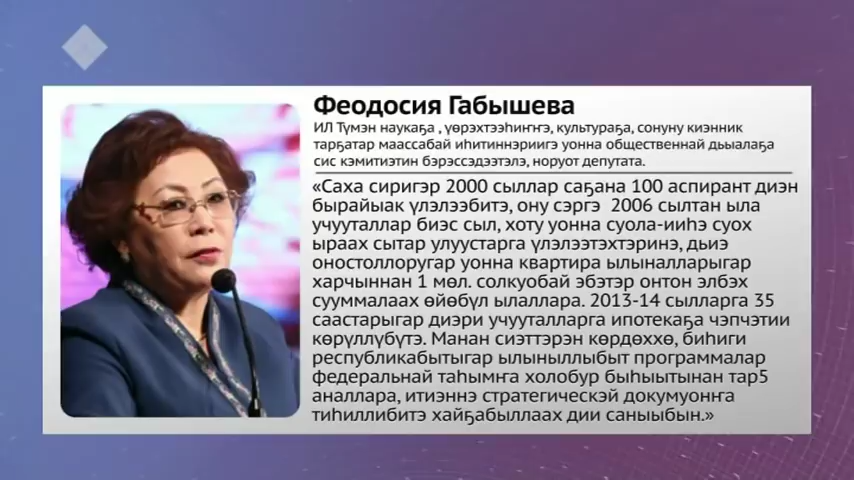 Феодосия Габышева
ИЛ Түмэн наукаҕа , үөрэхтээһиҥҥэ, культураҕа, сонуну киэнник
тарҕатар маассабай иһитиннэриигэ уонна общественнай дьыалаҕа
сис кэмитиэтин бэрэссэдээтэлэ, норуот депутата.
«Саха сиригэр 2000 сыллар саҕана 100 аспирант диэн
бырайыак үлэлээбитэ, ону сэргэ 2006 сылтан ыла
учууталлар биэс сыл, хоту уонна суола-ииһэ суох
ыраах сытар улуустарга үлэлээтэхтэринэ, дьиэ
оностоллоругар уонна квартира ылыналларыгар
харчыннан 1 мөл. солкуобай эбэтэр онтон элбэх
сууммалаах өйөбүл ылаллара. 2013-14 сылларга 35
саастарыгар диэри учууталларга ипотекаҕа чэпчэтии
көрүллүбүтэ. Манан сиэттэрэн көрдөххө, биһиги
республикабытыгар ылыныллыбыт программалар
федеральнай таһымҥа холобур быһыытынан тар5
аналлара, итиэннэ стратегическэй докумуонҥа
тиһиллибитэ хайҕабыллаах дии саныыбын.»